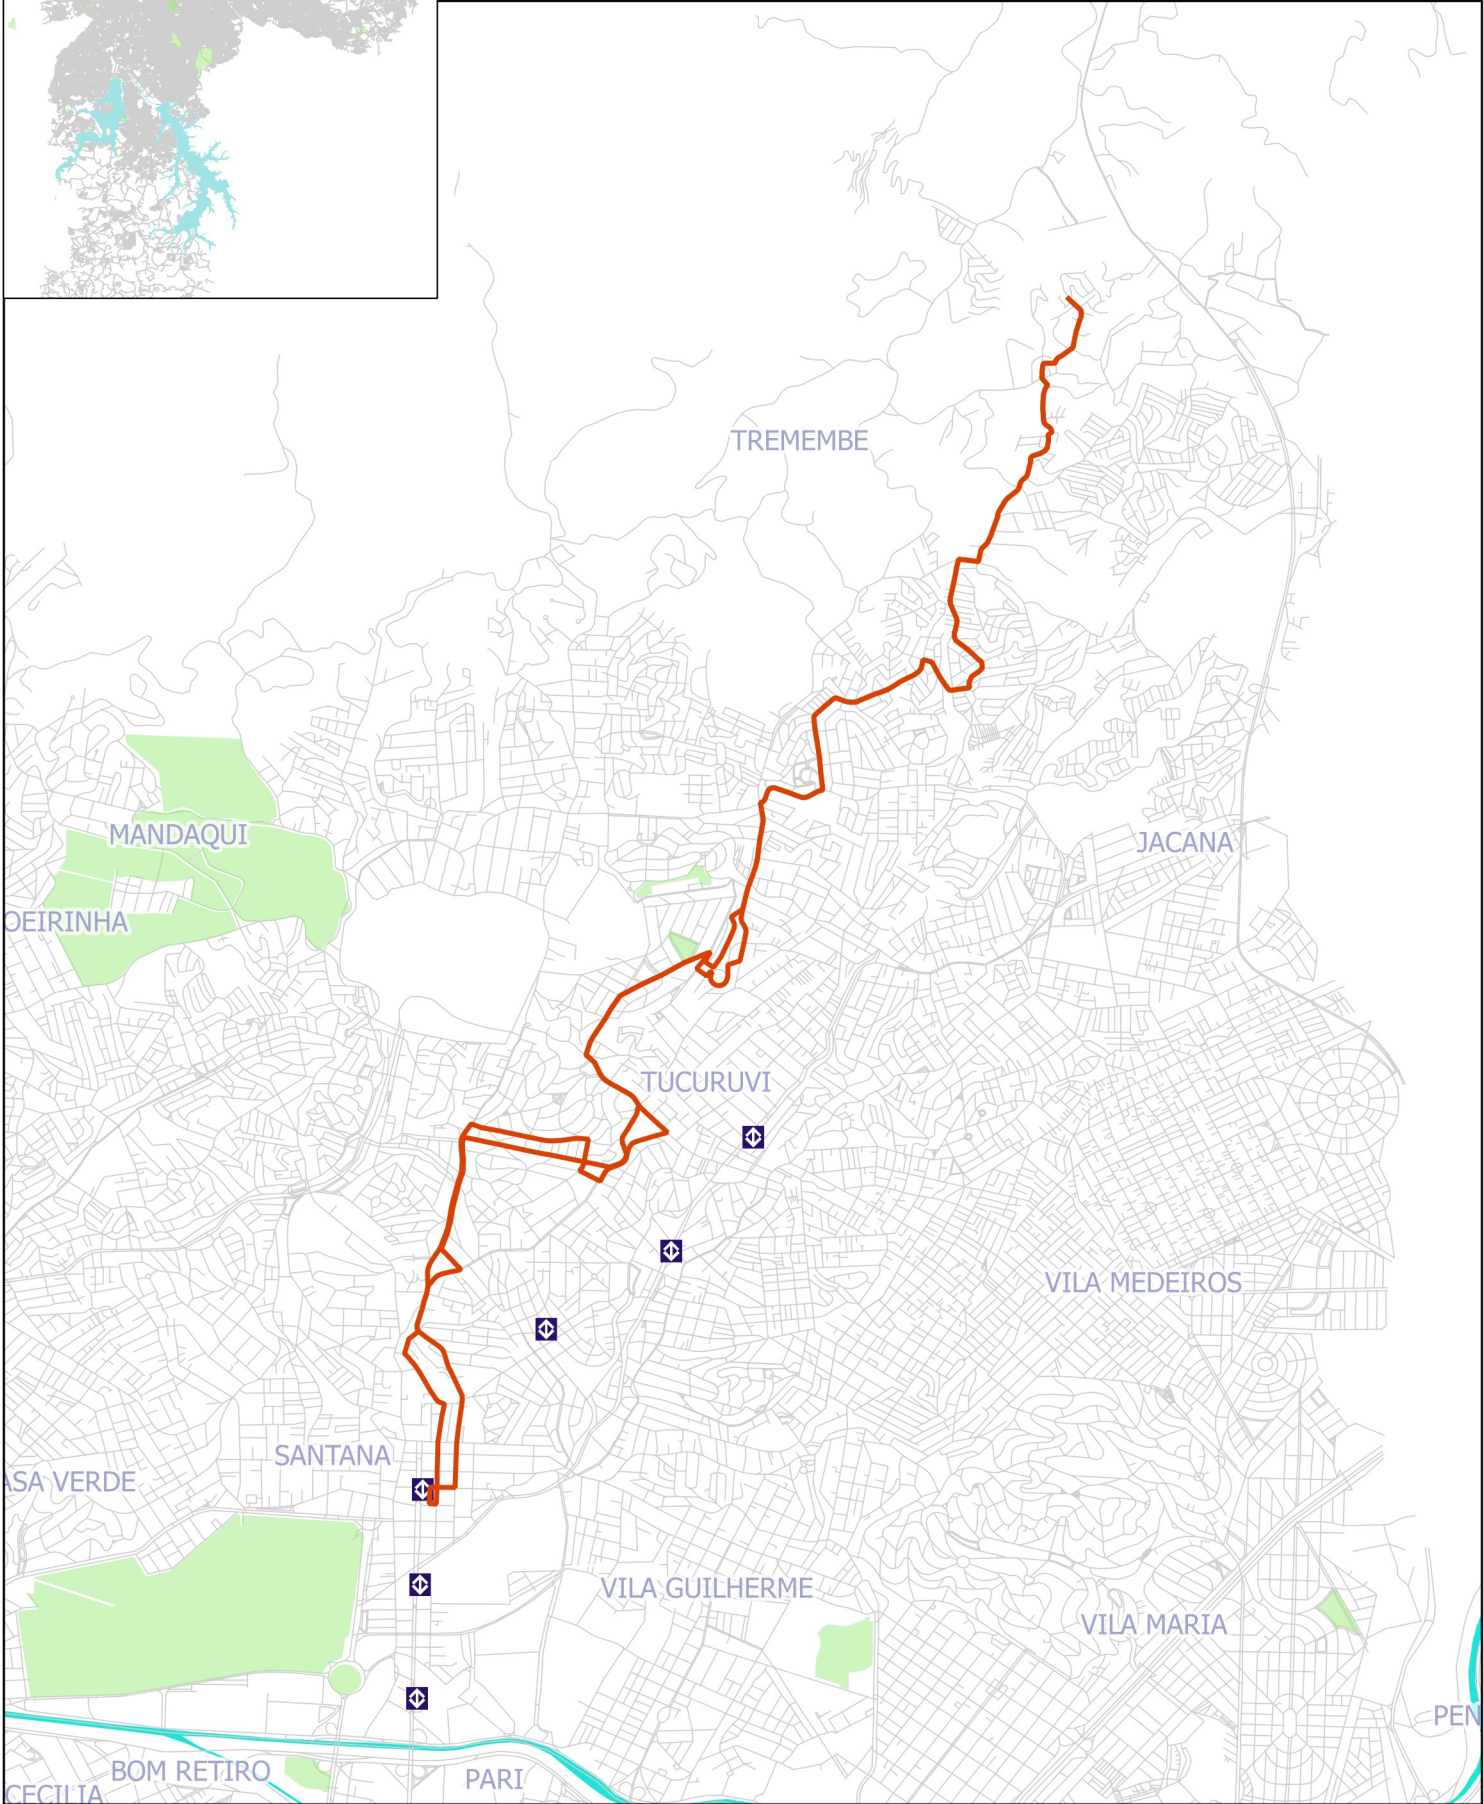 TREMEMBE
MANDAQUI
JACANA
OEIRINHA
TUCURUVI
VILA MEDEIROS
SANTANA
ASA VERDE
VILA GUILHERME
VILA MARIA
PEN
BOM RETIRO
PARI
CECILIA